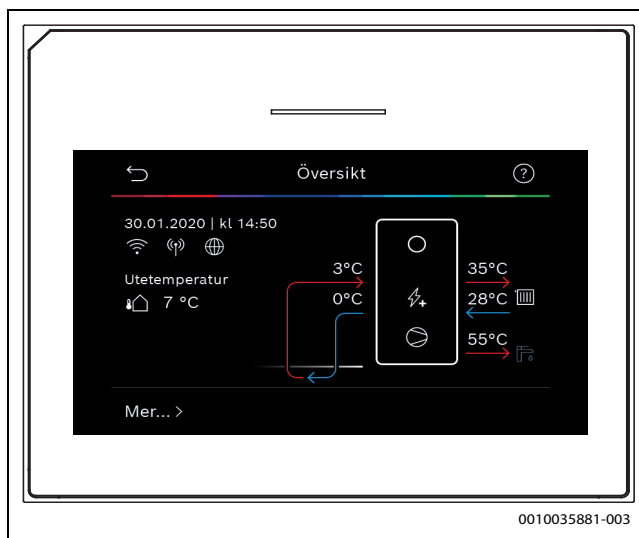 Översikt
?
30.01.2020 | kl 14:50
Utetemperatur
7 °C
3°C
0°C
35°C
28°C
55°C
Mer... >
0010035881-003